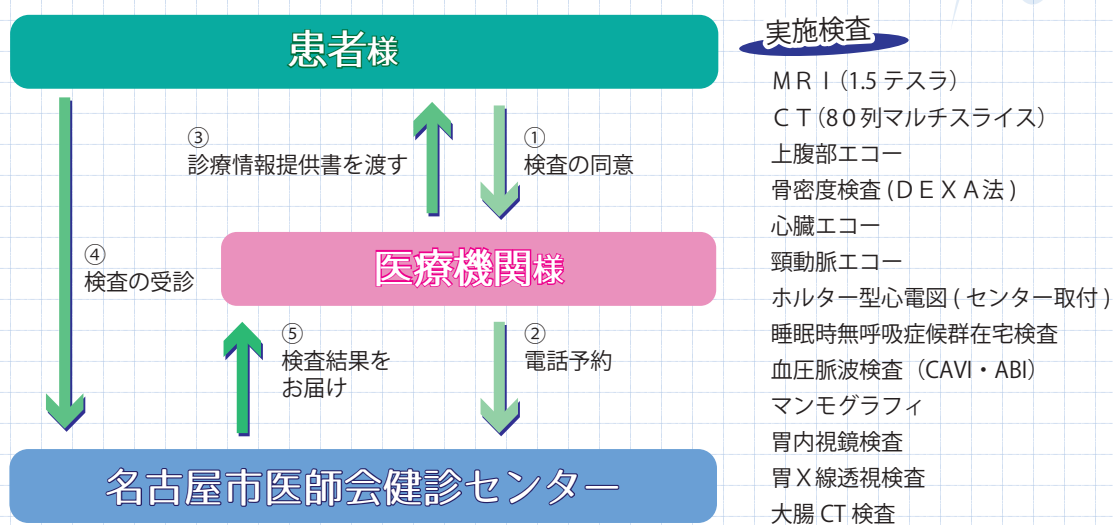 患者様
③
診療情報提供書を渡す
①
検査の同意
④
検査の受診
医療機関様
⑤
検査結果を
お届け
②
電話予約
名古屋市医師会健診センター
実施検査
MRI(1.5テスラ)
CT(80列マルチスライス)
上腹部エコー
骨密度検査(DEXA法)
心臓エコー
頸動脈エコー
ホルター型心電図(センター取付)
睡眠時無呼吸症候群在宅検査
血圧脈波検査(CAVI・ABI)
マンモグラフィ
胃内視鏡検査
胃X線透視検査
大腸CT検査